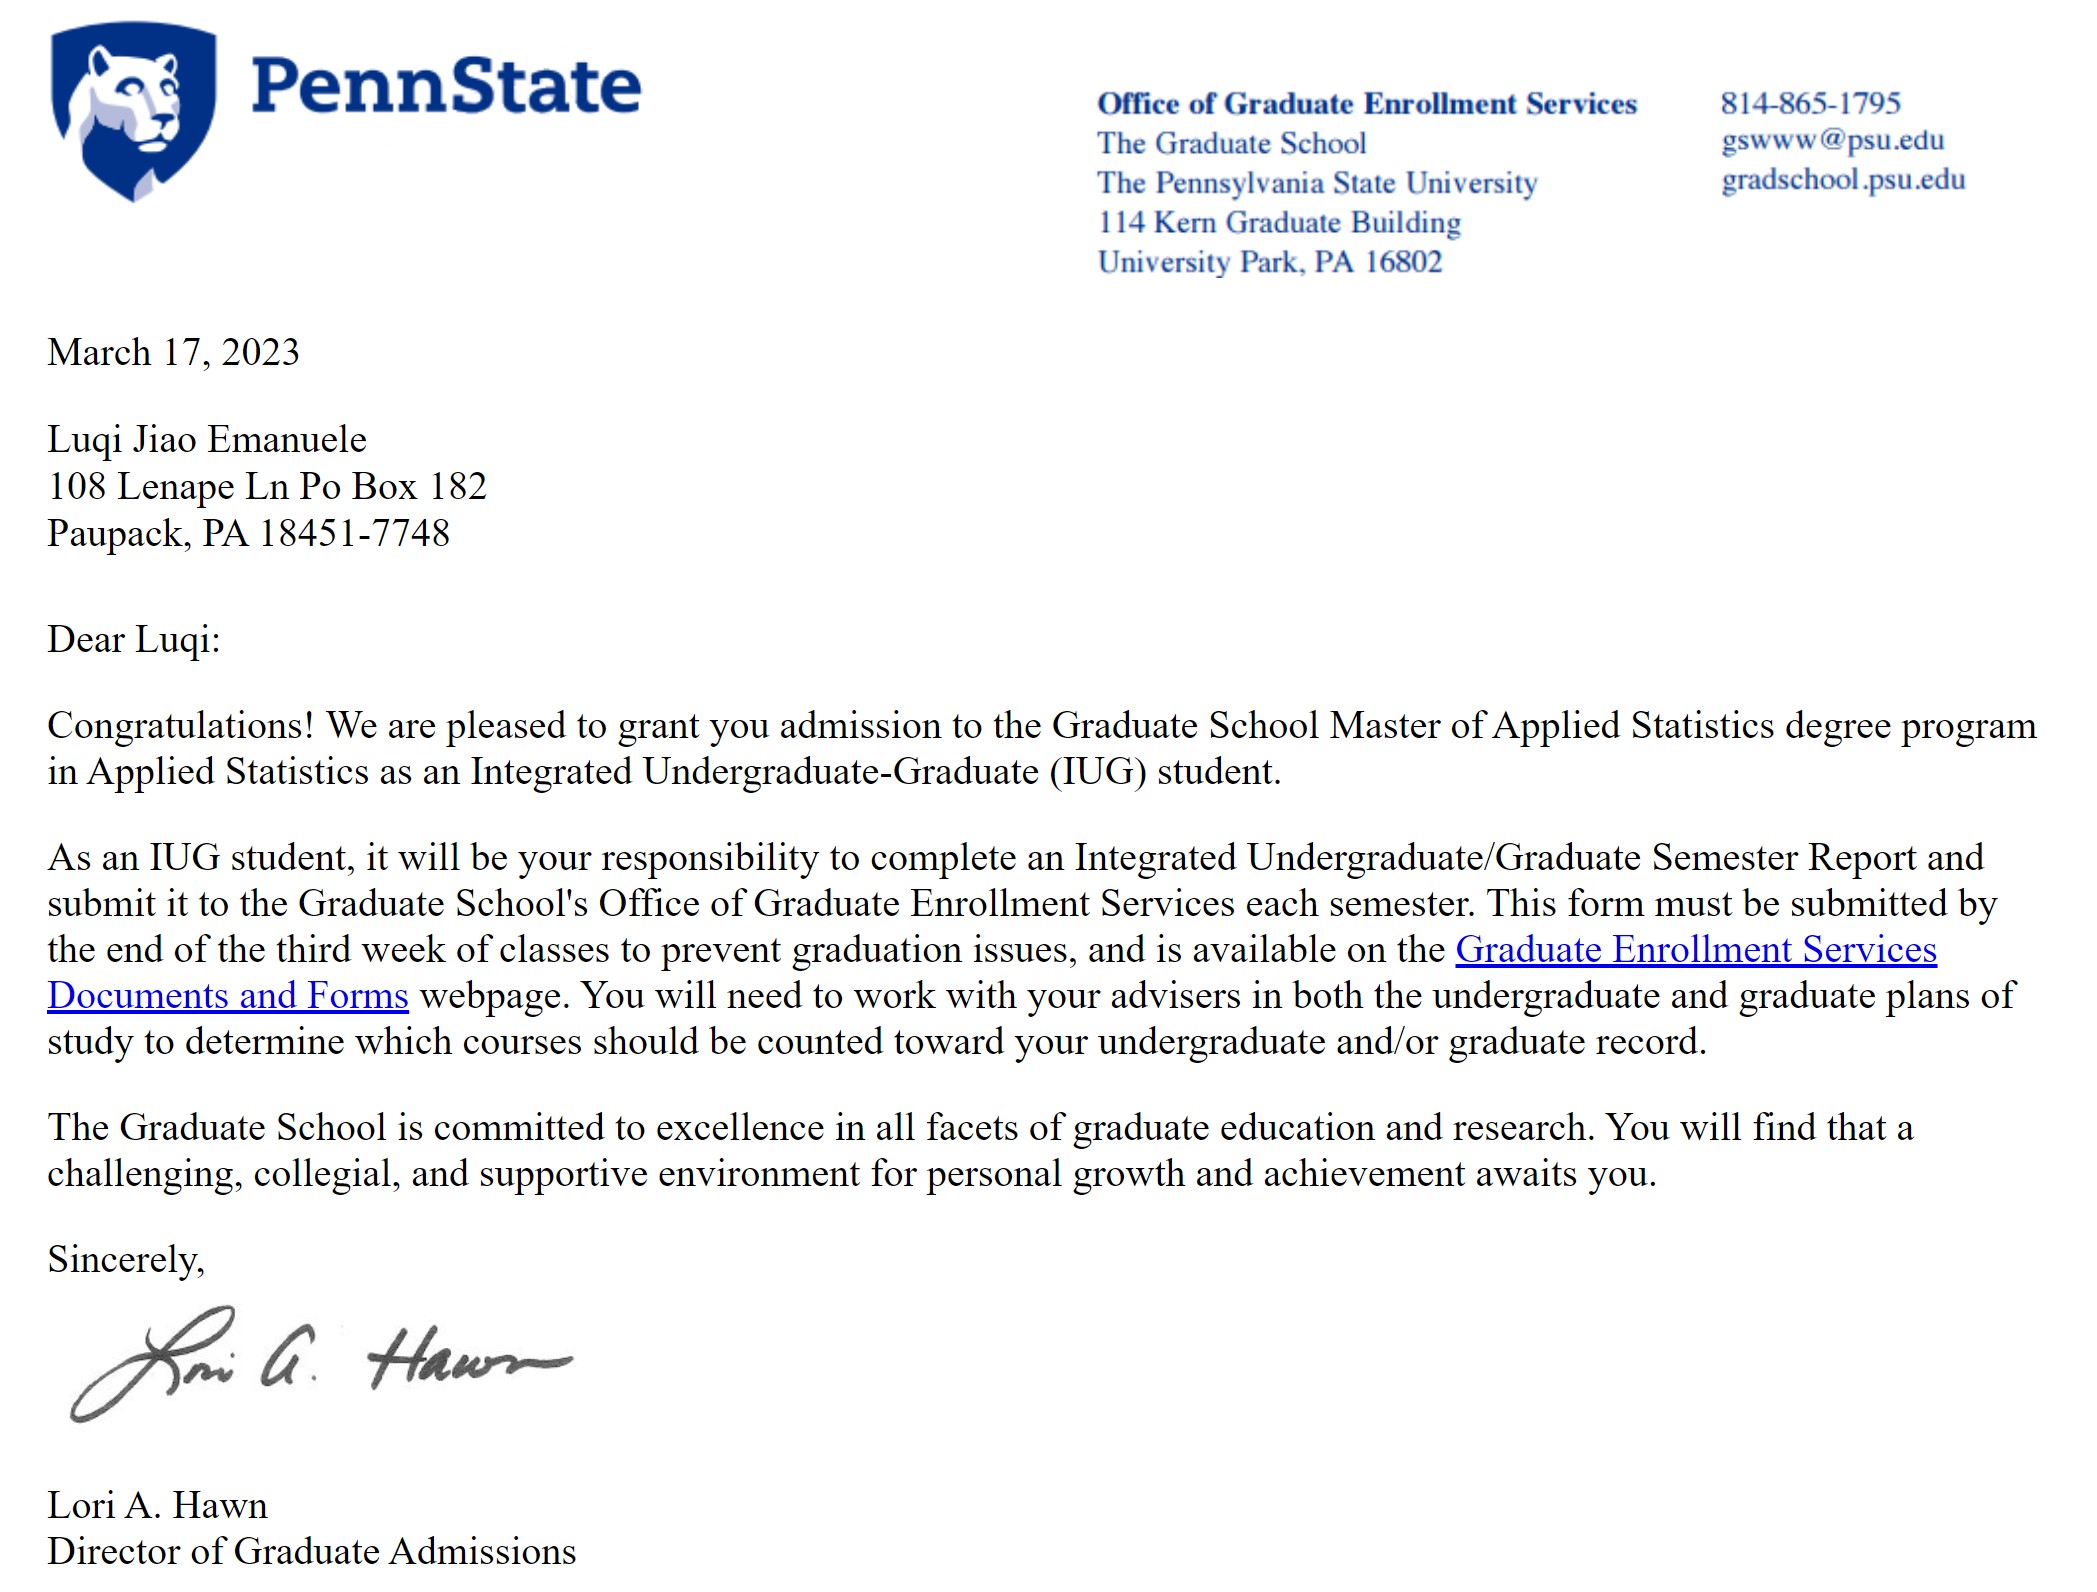 PennState
Office of Graduate Enrollment Services
The Graduate School
The Pennsylvania State University
114 Kern Graduate Building
University Park, PA 16802
814-865-1795
gswww@psu.edu
gradschool.psu.edu
March 17, 2023
Luqi Jiao Emanuele
108 Lenape Ln Po Box 182
Paupack, PA 18451-7748
Dear Luqi:
Congratulations! We are pleased to grant you admission to the Graduate School Master of Applied Statistics degree program
in Applied Statistics as an Integrated Undergraduate-Graduate (IUG) student.
As an IUG student, it will be your responsibility to complete an Integrated Undergraduate/Graduate Semester Report and
submit it to the Graduate School's Office of Graduate Enrollment Services each semester. This form must be submitted by
the end of the third week of classes to prevent graduation issues, and is available on the Graduate Enrollment Services
Documents and Forms webpage. You will need to work with your advisers in both the undergraduate and graduate plans of
study to determine which courses should be counted toward your undergraduate and/or graduate record.
The Graduate School is committed to excellence in all facets of graduate education and research. You will find that a
challenging, collegial, and supportive environment for personal growth and achievement awaits you.
Sincerely,
Lori A. Hawn
Lori A. Hawn
Director of Graduate Admissions